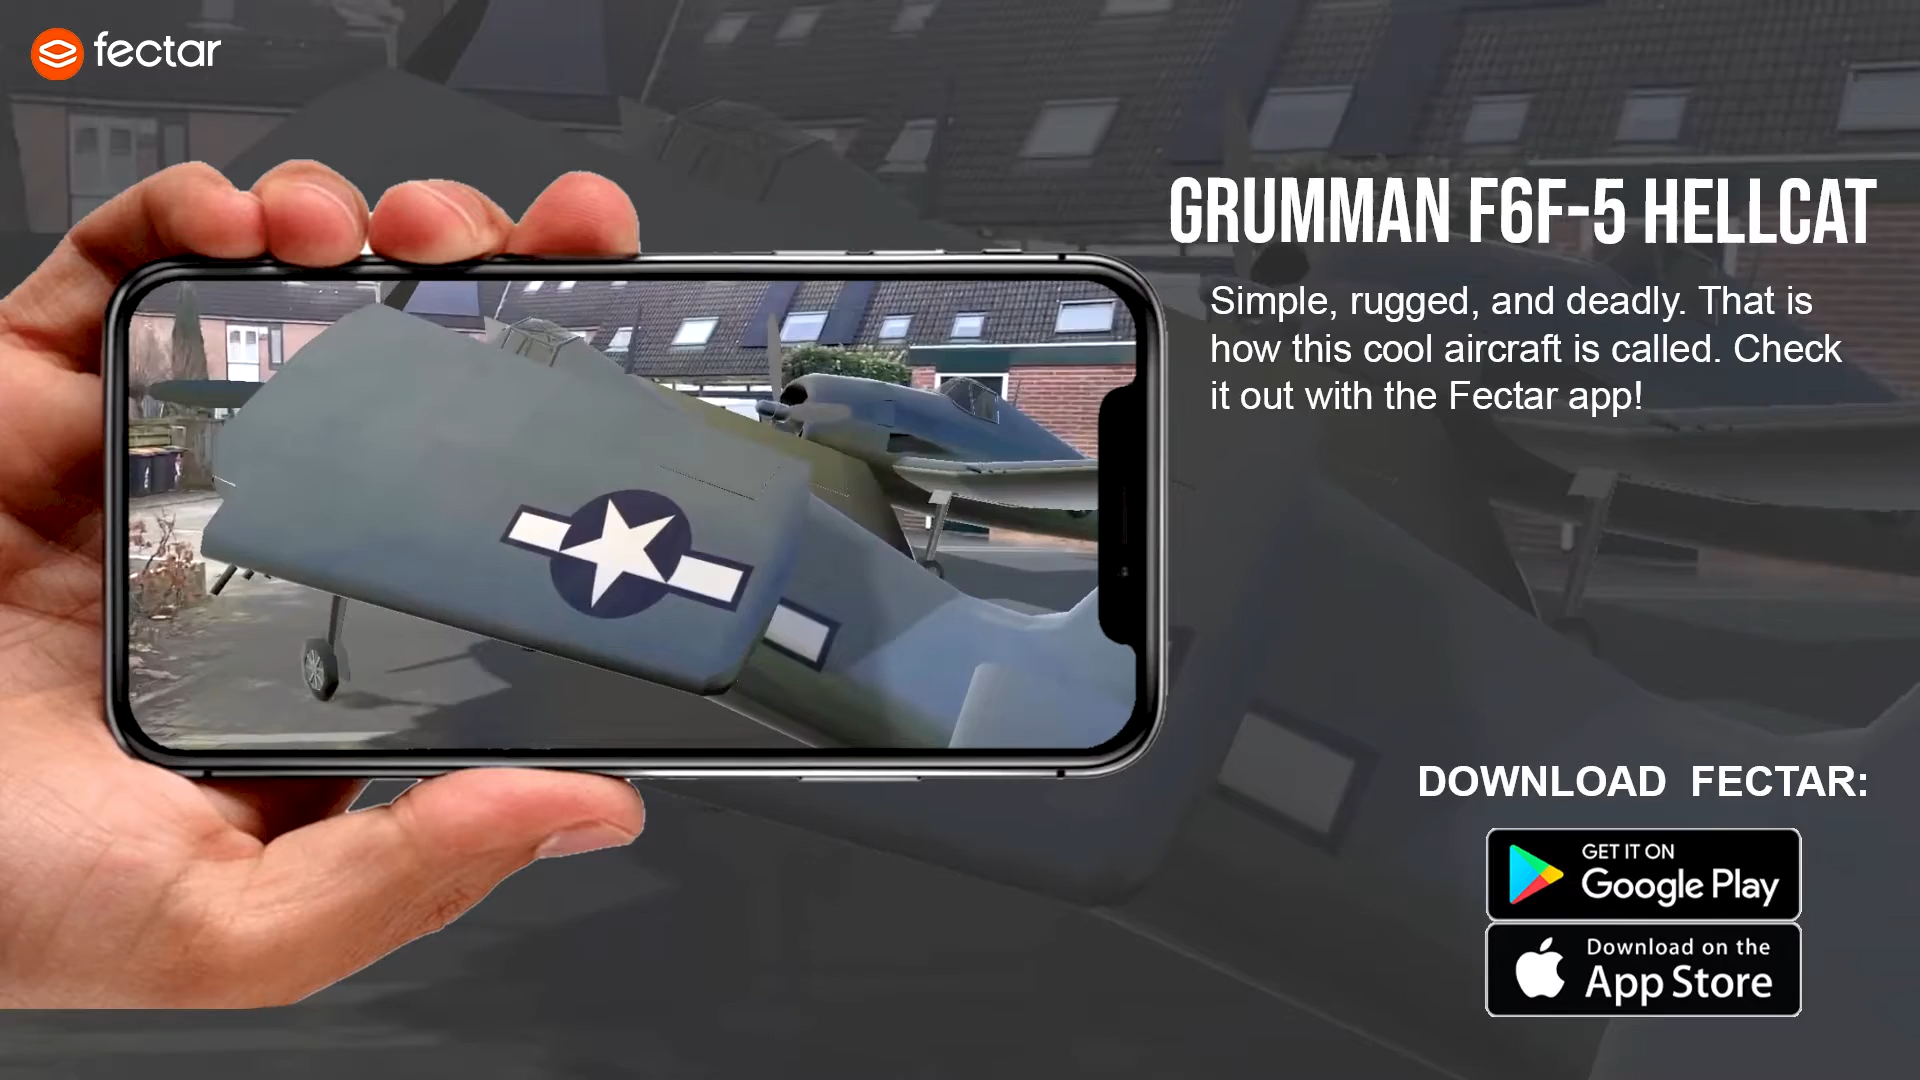 fectar
GRUMMAN F6F-5 HELLCAT
Simple, rugged, and deadly. That is
how this cool aircraft is called. Check
it out with the Fectar app!
DOWNLOAD FECTAR:
GET IT ON
Google Play
Download on the
App Store